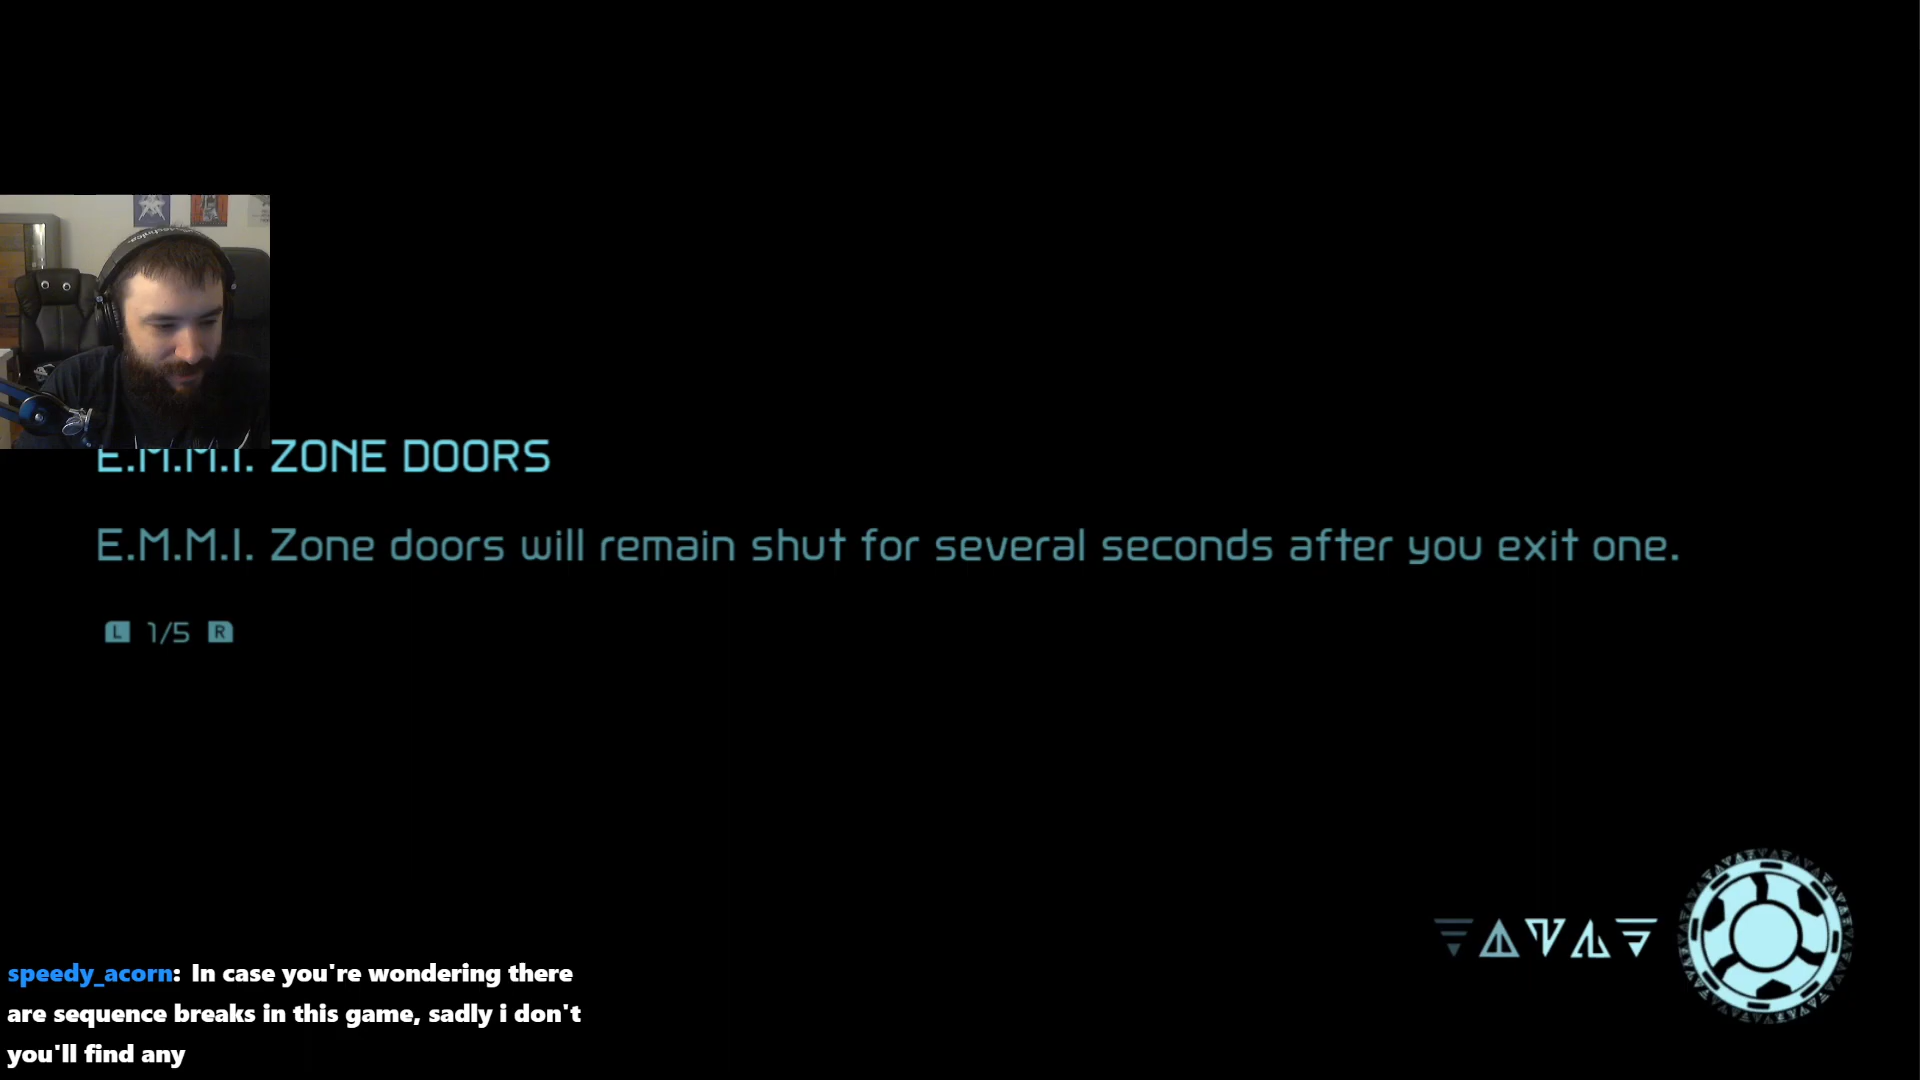 E.M.M.I. ZONE DOORS
E.M.M.I. Zone doors will remain shut for several seconds after you exit one.
L 1/5 R
speedy_acorn: In case you're wondering there
are sequence breaks in this game, sadly i don't
you'll find any